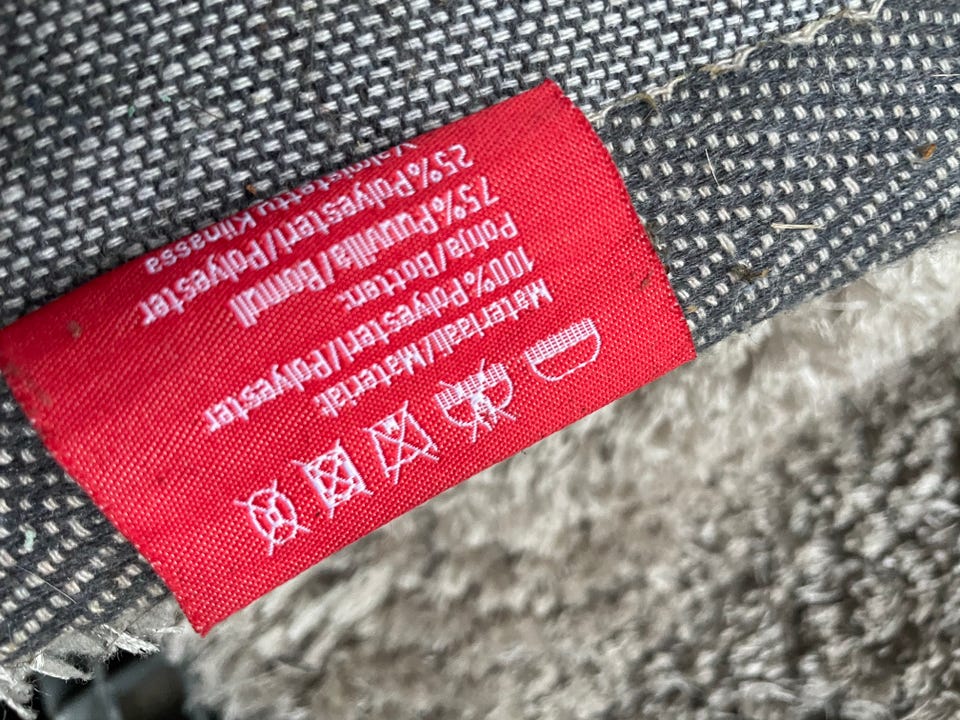 Materiaali/Material:
100% Polyesteri/Polyester
Pohja/Botten:
75% Puuvilla/Bomull
25% Polyesteri/Polyester
Valmistettu Kiinassa